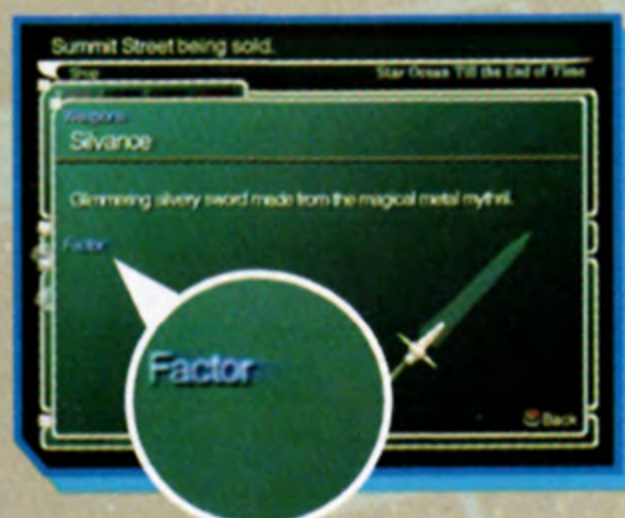 Summit Street being sold.
Shop
Star Ocean Till the End of Time
Weapons
Silvance
Glimmering silvery sword made from the magical metal mythril.
Factor
Factor
Back